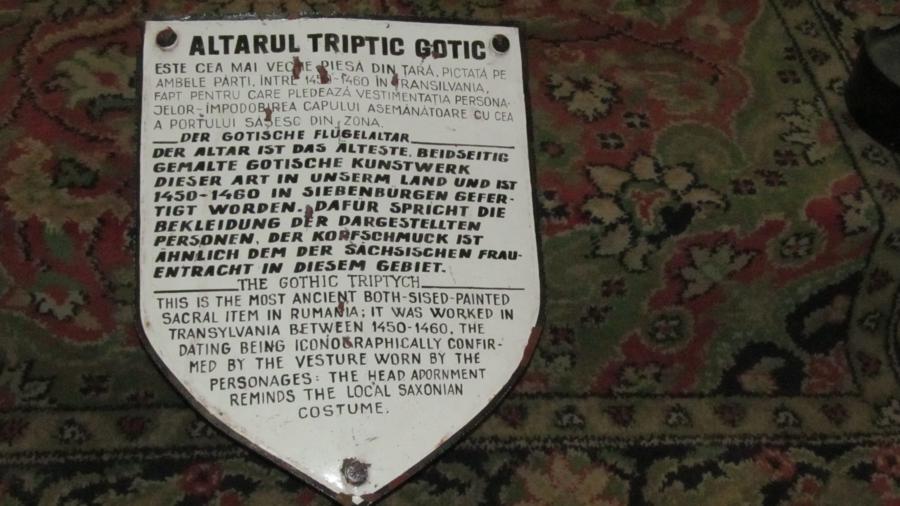 ALTARUL TRIPTIC GOTIC
ESTE CEA MAI VECHE PIESĂ DIN ȚARĂ, PICTATĂ PE
AMBELE PĂRȚI, ÎNTRE 1450-1460 ÎN TRANSILVANIA,
FAPT PENTRU CARE PLEDEAZĂ VESTIMENTAȚIA PERSONA-
JELOR-ÎMPODOBIREA CAPULUI ASEMĂNĂTOARE CU CEA
A PORTULUI SĂSESC DIN ZONĂ.
DER GOTISCHE FLÜGELALTAR
DER ALTAR IST DAS ÄLTESTE, BEIDSEITIG
GEMALTE GOTISCHE KUNSTWERK
DIESER ART IN UNSERM LAND UND IST
1450-1460 IN SIEBENBÜRGEN GEFER-
TIGT WORDEN. DAFÜR SPRICHT DIE
BEKLEIDUNG DER DARGESTELLTEN
PERSONEN, DER KOPFSCHMUCK IST
ÄHNLICH DEM DER SÄCHSISCHEN FRAU-
ENTRACHT IN DIESEM GEBIET.
THE GOTHIC TRIPTYCH
THIS IS THE MOST ANCIENT BOTH-SISED-PAINTED
SACRAL ITEM IN RUMANIA; IT WAS WORKED IN
TRANSYLVANIA BETWEEN 1450-1460, THE
DATING BEING ICONOGRAPHICALLY CONFIR-
MED BY THE VESTURE WORN BY THE
PERSONAGES: THE HEAD ADORNMENT
REMINDS THE LOCAL SAXONIAN
COSTUME.